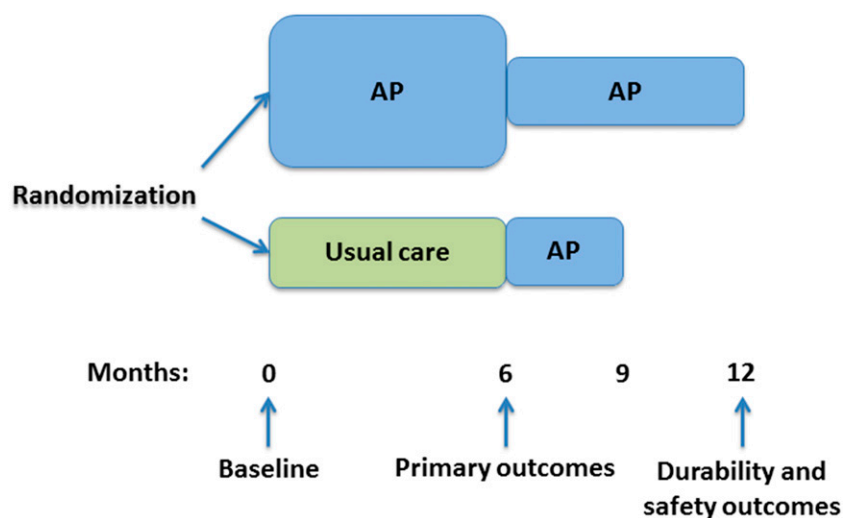 AP
AP
Randomization
Usual care
AP
Months: 0 6 9 12
Baseline
Primary outcomes
Durability and
safety outcomes